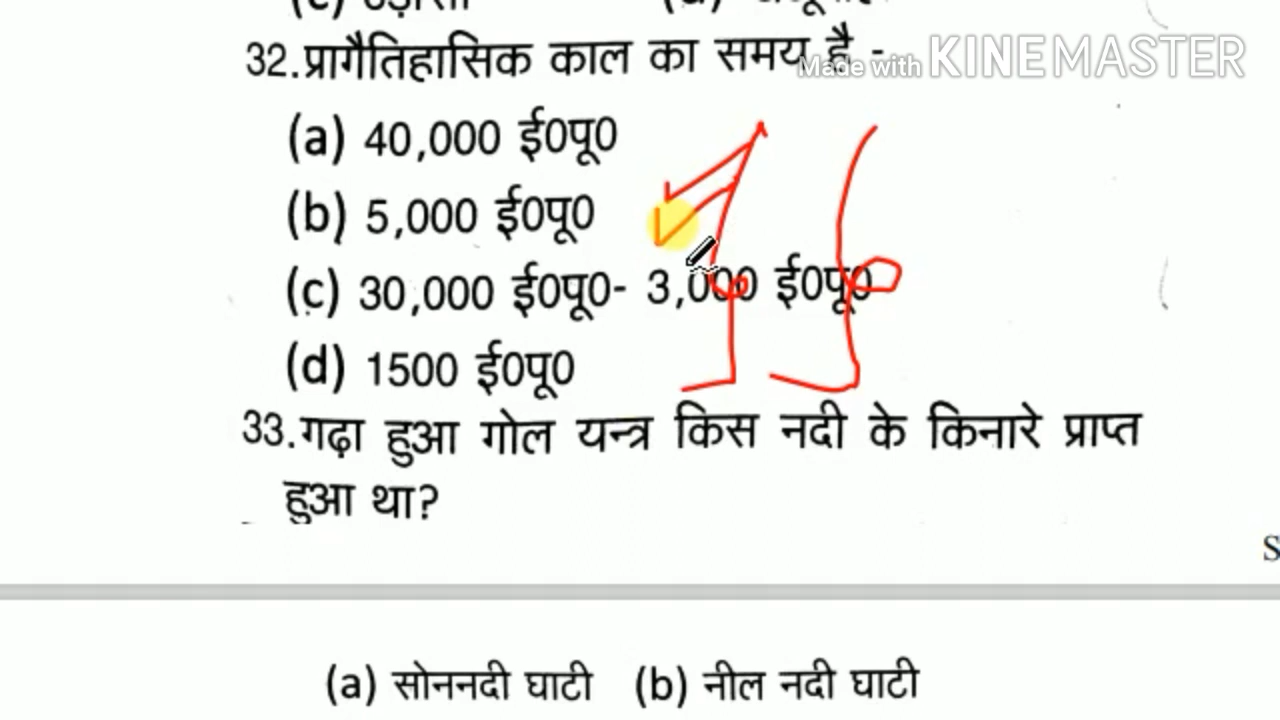 32.प्रागैतिहासिक काल का समय है -
Made with KINEMASTER
(a) 40,000 ई0पू0
(b) 5,000 ई0पू0
(c) 30,000 ई0पू0- 3,000 ई0पू0
(d) 1500 ई0पू0
33.गढ़ा हुआ गोल यन्त्र किस नदी के किनारे प्राप्त
हुआ था?
S
(a) सोननदी घाटी (b) नील नदी घाटी